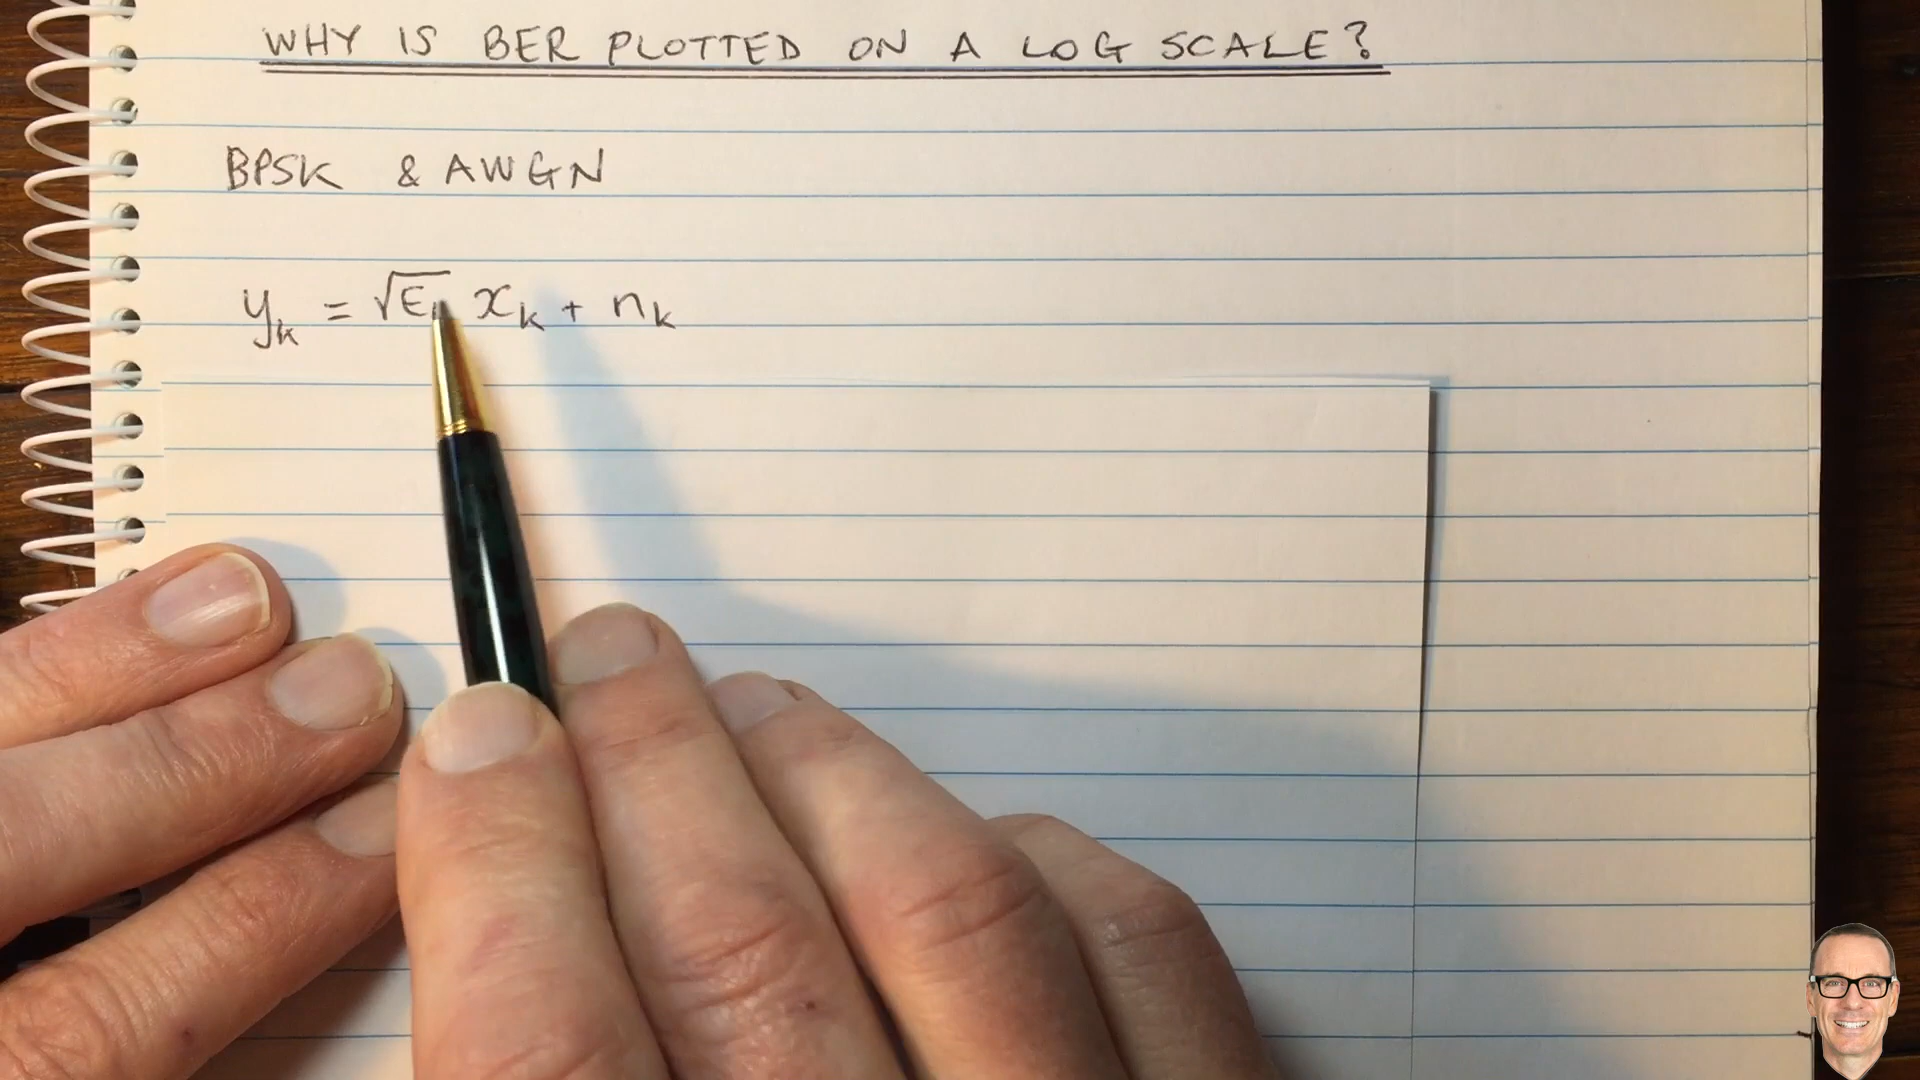 WHY IS BER PLOTTED ON A LOG SCALE?
BPSK & AWGN
yₖ = √E xₖ + nₖ